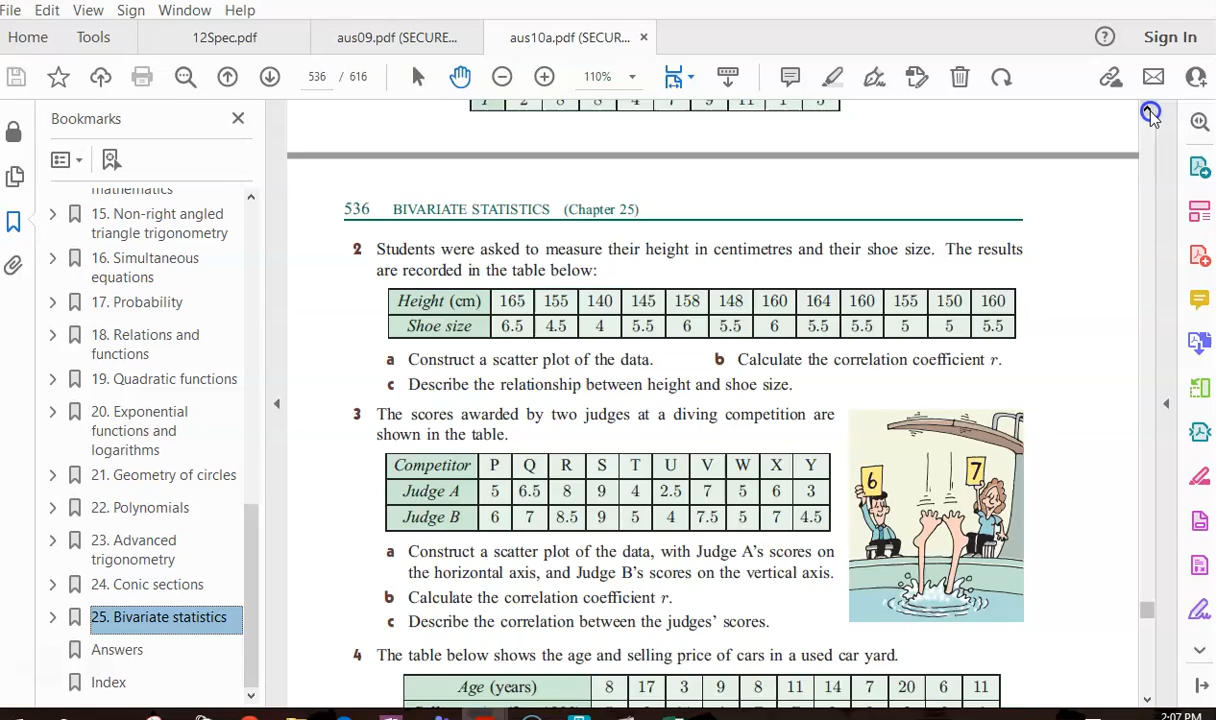 File Edit View Sign Window Help
Home Tools 12Spec.pdf aus09.pdf (SECURE... aus10a.pdf (SECUR... ×
Sign In
536 / 616 110%
Bookmarks
mathematics
15. Non-right angled
triangle trigonometry
16. Simultaneous
equations
17. Probability
18. Relations and
functions
19. Quadratic functions
20. Exponential
functions and
logarithms
21. Geometry of circles
22. Polynomials
23. Advanced
trigonometry
24. Conic sections
25. Bivariate statistics
Answers
Index
536 BIVARIATE STATISTICS (Chapter 25)
2 Students were asked to measure their height in centimetres and their shoe size. The results
are recorded in the table below:
Height (cm) 165 155 140 145 158 148 160 164 160 155 150 160
Shoe size 6.5 4.5 4 5.5 6 5.5 6 5.5 5.5 5 5 5.5
a Construct a scatter plot of the data. b Calculate the correlation coefficient r.
c Describe the relationship between height and shoe size.
3 The scores awarded by two judges at a diving competition are
shown in the table.
Competitor P Q R S T U V W X Y
Judge A 5 6.5 8 9 4 2.5 7 5 6 3
Judge B 6 7 8.5 9 5 4 7.5 5 7 4.5
6 7
a Construct a scatter plot of the data, with Judge A's scores on
the horizontal axis, and Judge B's scores on the vertical axis.
b Calculate the correlation coefficient r.
c Describe the correlation between the judges' scores.
4 The table below shows the age and selling price of cars in a used car yard.
Age (years) 8 17 3 9 8 11 14 7 20 6 11
2:07 PM